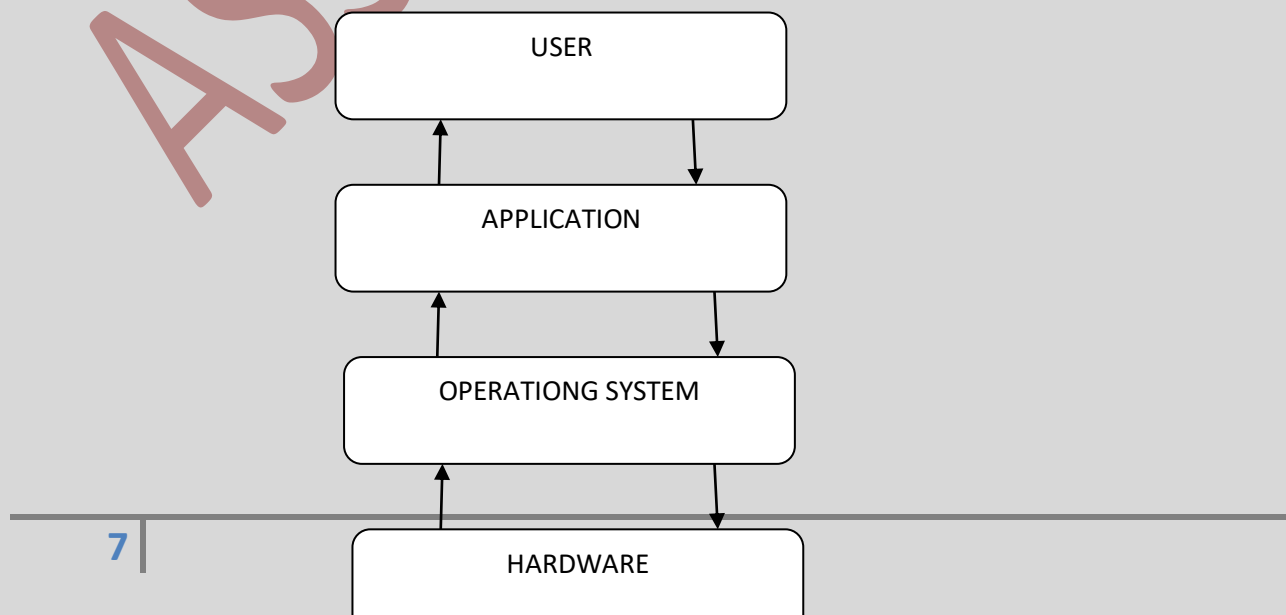 USER
APPLICATION
OPERATIONG SYSTEM
7
HARDWARE